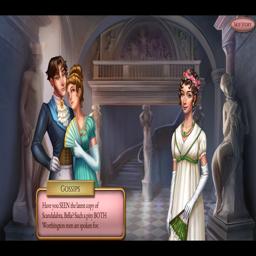 SKIP STORY
GOSSIPS
Have you SEEN the latest copy of
Scandalabra, Bella? Such a pity BOTH
Worthington men are spoken for.